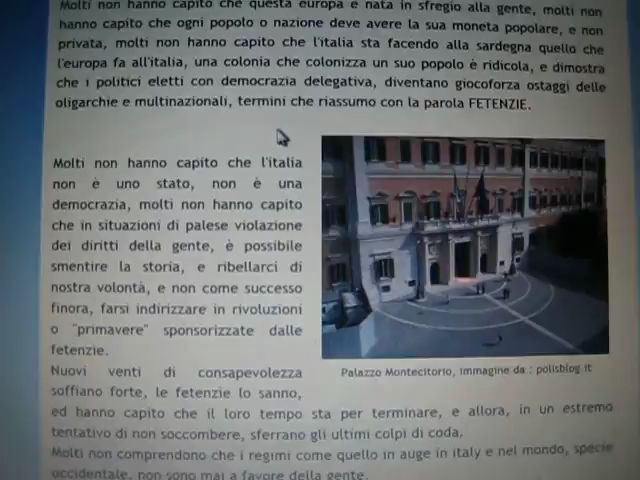 Molti non hanno capito che questa europa è nata in sfregio alla gente, molti non
hanno capito che ogni popolo o nazione deve avere la sua moneta popolare, e non
privata, molti non hanno capito che l'italia sta facendo alla sardegna quello che
l'europa fa all'italia, una colonia che colonizza un suo popolo è ridicola, e dimostra
che i politici eletti con democrazia delegativa, diventano giocoforza ostaggi delle
oligarchie e multinazionali, termini che riassumo con la parola FETENZIE.
Molti non hanno capito che l'italia
non è uno stato, non è una
democrazia, molti non hanno capito
che in situazioni di palese violazione
dei diritti della gente, è possibile
smentire la storia, e ribellarci di
nostra volontà, e non come successo
finora, farsi indirizzare in rivoluzioni
o "primavere" sponsorizzate dalle
fetenzie.
Palazzo Montecitorio, immagine da : polisblog.it
Nuovi venti di consapevolezza
soffiano forte, le fetenzie lo sanno,
ed hanno capito che il loro tempo sta per terminare, e allora, in un estremo
tentativo di non soccombere, sferrano gli ultimi colpi di coda.
Molti non comprendono che i regimi come quello in auge in italy e nel mondo, specie
occidentale, non sono mai a favore della gente.